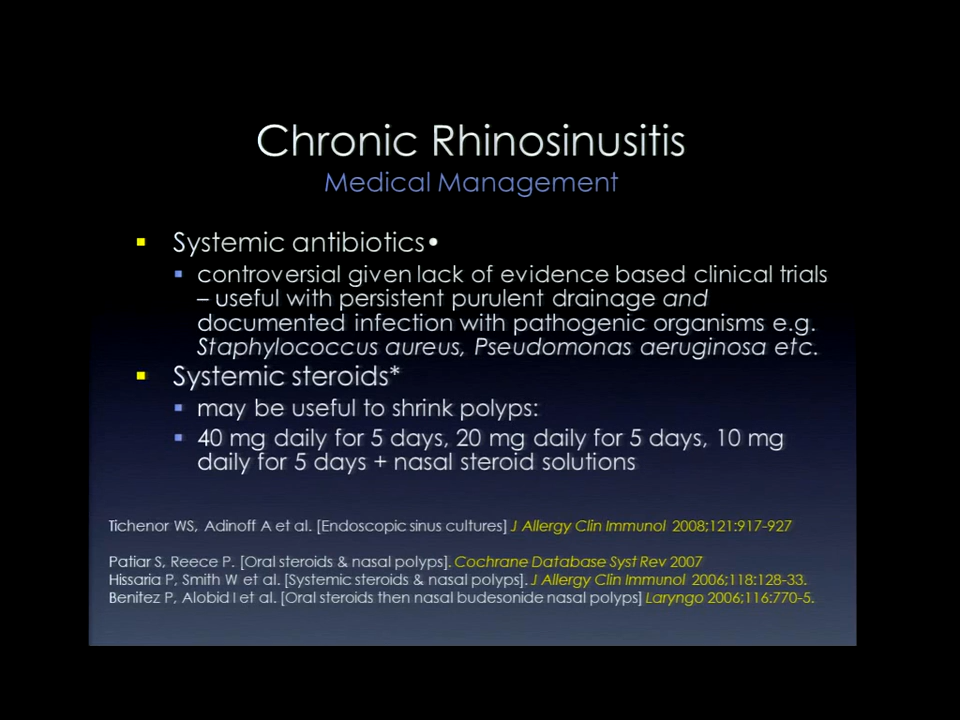 Chronic Rhinosinusitis
Medical Management
▪ Systemic antibiotics•
▪ controversial given lack of evidence based clinical trials
– useful with persistent purulent drainage and
documented infection with pathogenic organisms e.g.
Staphylococcus aureus, Pseudomonas aeruginosa etc.
▪ Systemic steroids*
▪ may be useful to shrink polyps:
▪ 40 mg daily for 5 days, 20 mg daily for 5 days, 10 mg
daily for 5 days + nasal steroid solutions
Tichenor WS, Adinoff A et al. [Endoscopic sinus cultures] J Allergy Clin Immunol 2008;121:917-927
Patiar S, Reece P. [Oral steroids & nasal polyps]. Cochrane Database Syst Rev 2007
Hissaria P, Smith W et al. [Systemic steroids & nasal polyps]. J Allergy Clin Immunol 2006;118:128-33.
Benitez P, Alobid I et al. [Oral steroids then nasal budesonide nasal polyps] Laryngo 2006;116:770-5.